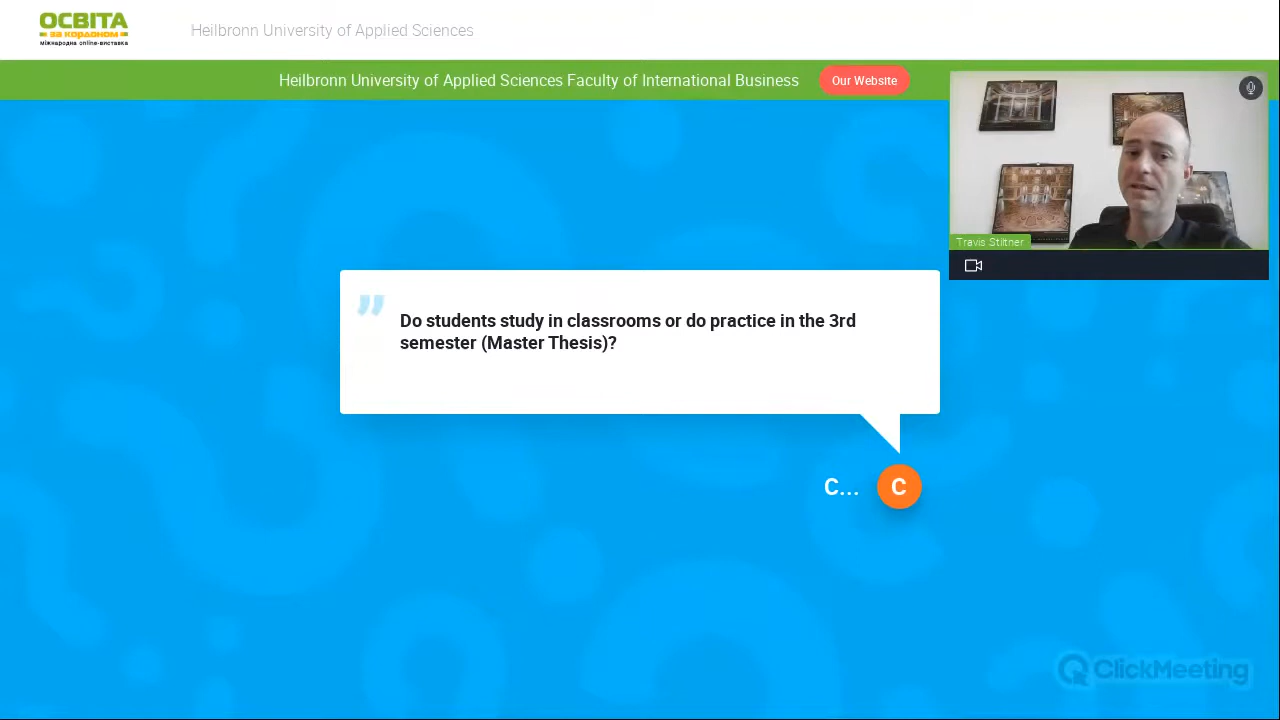 ОСВІТА
за кордоном
міжнародна online-виставка
Heilbronn University of Applied Sciences
Heilbronn University of Applied Sciences Faculty of International Business
Our Website
Travis Stiltner
Do students study in classrooms or do practice in the 3rd
semester (Master Thesis)?
C...
C
ClickMeeting